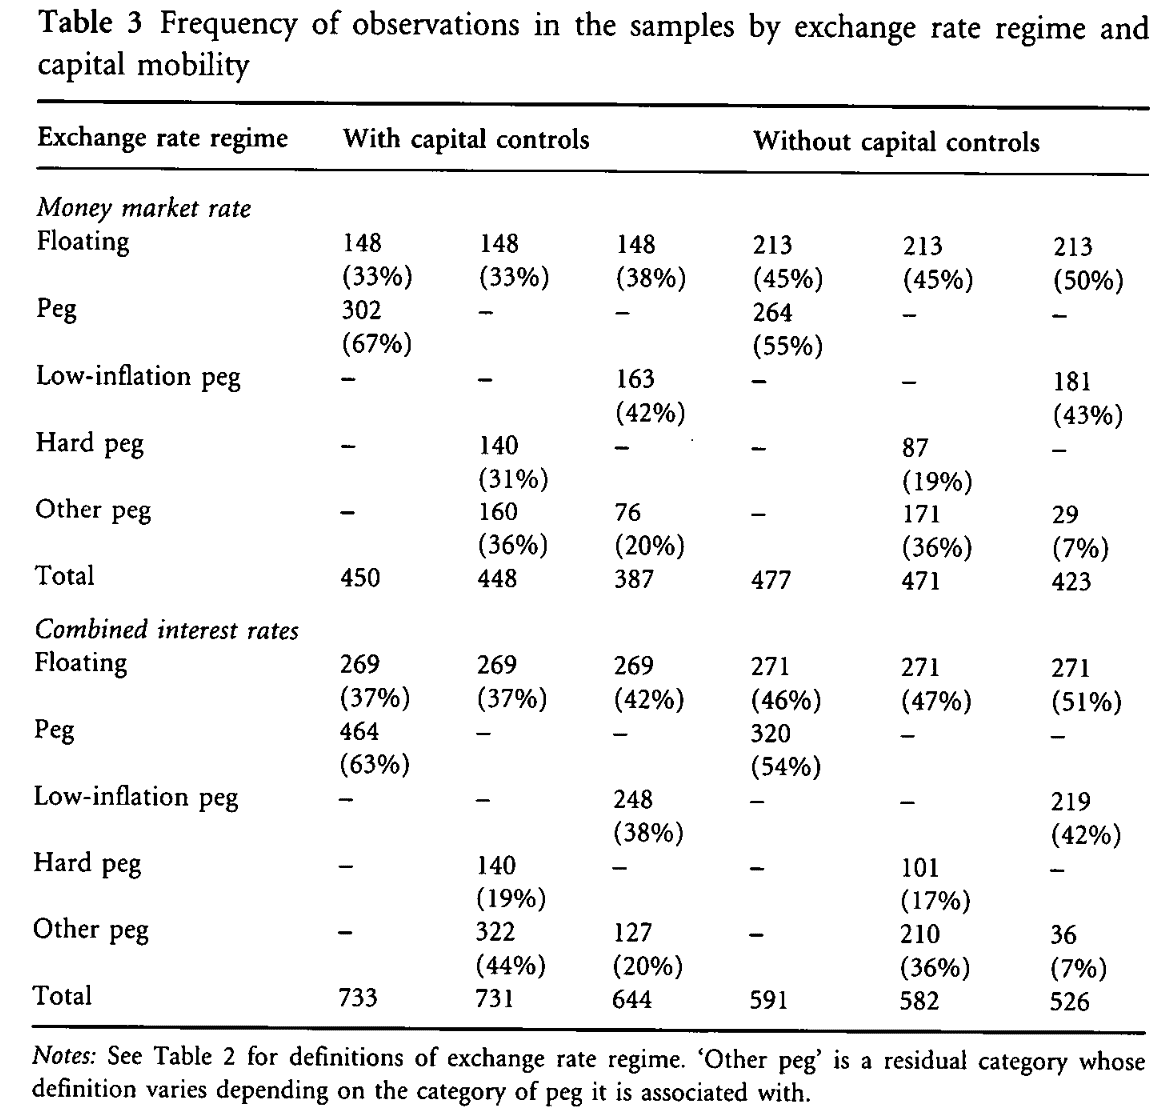 Table 3 Frequency of observations in the samples by exchange rate regime and
capital mobility
Exchange rate regime With capital controls Without capital controls
Money market rate
Floating 148 148 148 213 213 213
(33%) (33%) (38%) (45%) (45%) (50%)
Peg 302 – – 264 – –
(67%) (55%)
Low-inflation peg – – 163 – – 181
(42%) (43%)
Hard peg – 140 – – 87 –
(31%) (19%)
Other peg – 160 76 – 171 29
(36%) (20%) (36%) (7%)
Total 450 448 387 477 471 423
Combined interest rates
Floating 269 269 269 271 271 271
(37%) (37%) (42%) (46%) (47%) (51%)
Peg 464 – – 320 – –
(63%) (54%)
Low-inflation peg – – 248 – – 219
(38%) (42%)
Hard peg – 140 – – 101 –
(19%) (17%)
Other peg – 322 127 – 210 36
(44%) (20%) (36%) (7%)
Total 733 731 644 591 582 526
Notes: See Table 2 for definitions of exchange rate regime. ‘Other peg’ is a residual category whose
definition varies depending on the category of peg it is associated with.